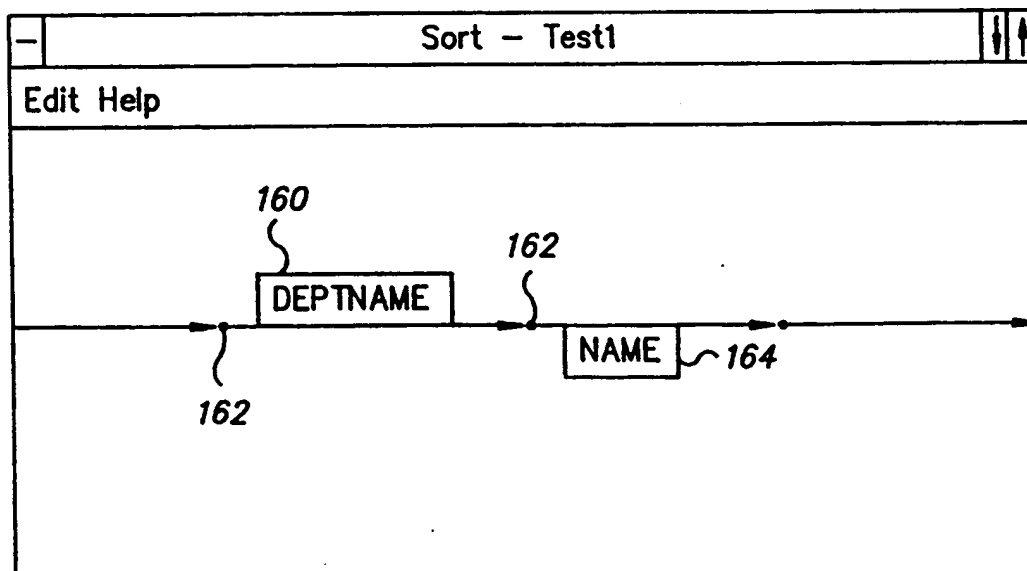 Sort – Test1
Edit Help
160
162
DEPTNAME
NAME
164
162